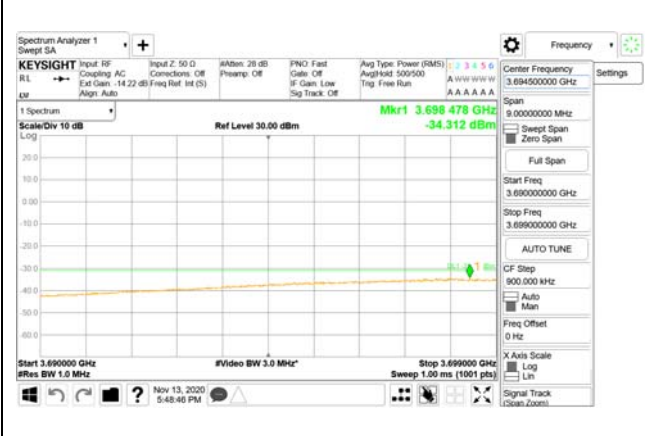 Spectrum Analyzer 1
Swept SA
+
Frequency
KEYSIGHT
RL
Input: RF
Coupling: AC
Ext Gain: -14.22 dB
Align: Auto
Input Z: 50 Ω
Corrections: Off
Freq Ref: Int (S)
#Atten: 28 dB
Preamp: Off
PNO: Fast
Gate: Off
IF Gain: Low
Sig Track: Off
Avg Type: Power (RMS)
Avg|Hold: 500/500
Trig: Free Run
1 2 3 4 5 6
A W W W W W
A A A A A A
1 Spectrum
Scale/Div 10 dB
Log
Ref Level 30.00 dBm
Mkr1 3.698 478 GHz
-34.312 dBm
20.0
10.0
0.00
-10.0
-20.0
-30.0
-40.0
-50.0
-60.0
1
Start 3.690000 GHz
#Res BW 1.0 MHz
#Video BW 3.0 MHz*
Stop 3.699000 GHz
Sweep 1.00 ms (1001 pts)
Nov 13, 2020
5:48:46 PM
?
Center Frequency
3.694500000 GHz
Settings
Span
9.00000000 MHz
Swept Span
Zero Span
Full Span
Start Freq
3.690000000 GHz
Stop Freq
3.699000000 GHz
AUTO TUNE
CF Step
900.000 kHz
Auto
Man
Freq Offset
0 Hz
X Axis Scale
Log
Lin
Signal Track
(Span Zoom)